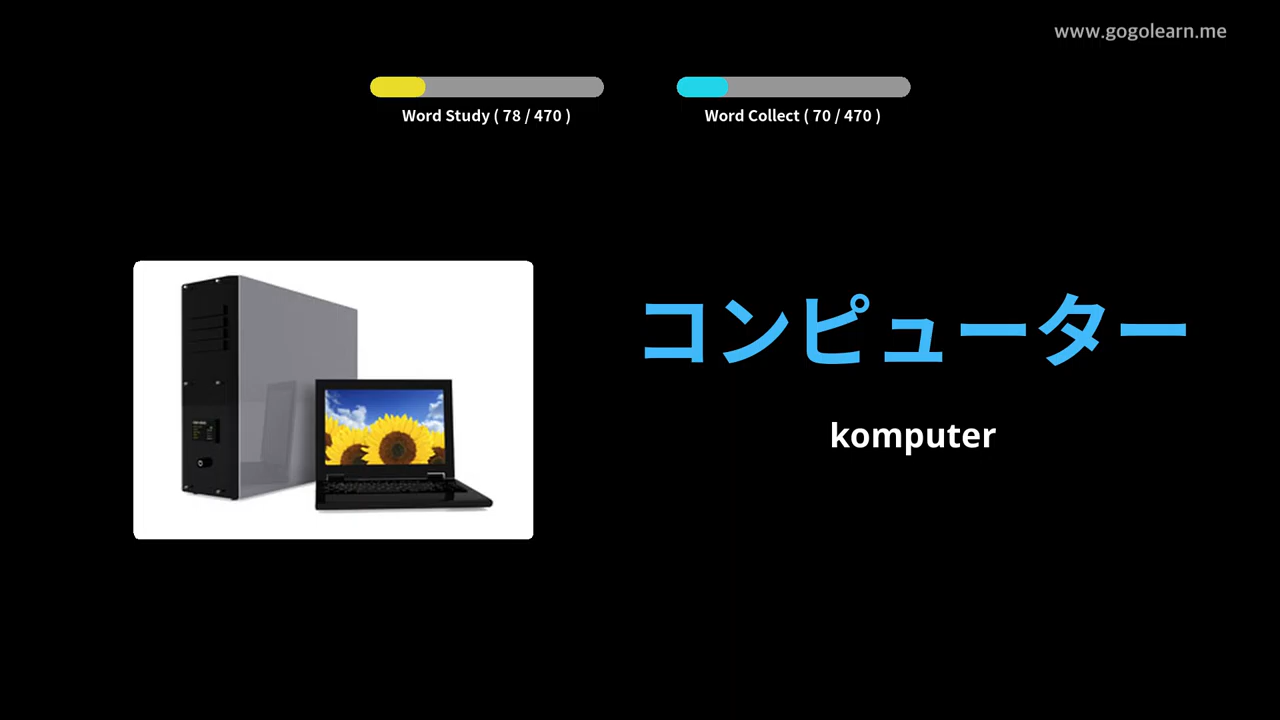 www.gogolearn.me
Word Study ( 78 / 470 )
Word Collect ( 70 / 470 )
コンピューター
komputer